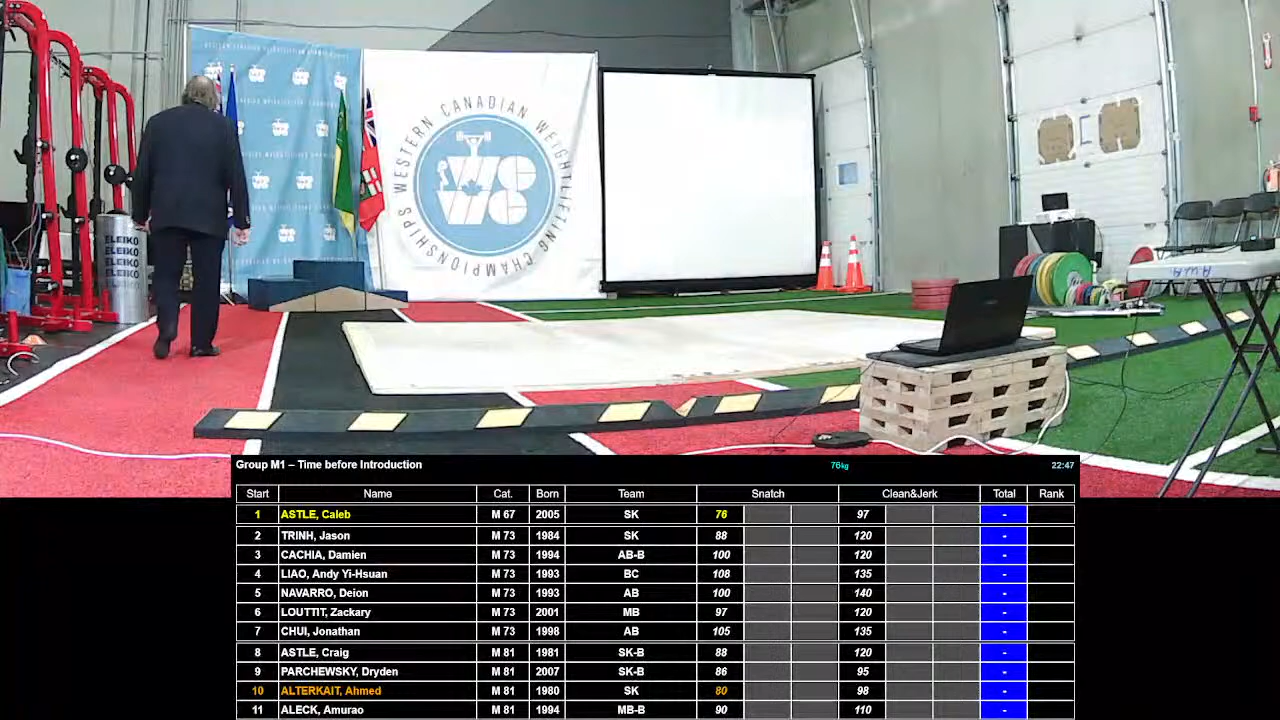 WESTERN CANADIAN WEIGHTLIFTING CHAMPIONSHIPS
WC
WC
ELEIKO
ELEIKO
ELEIKO
ELEIKO
Group M1 – Time before Introduction 76kg 22:47
Start Name Cat. Born Team Snatch Clean&Jerk Total Rank
1 ASTLE, Caleb M 67 2005 SK 76 97 -
2 TRINH, Jason M 73 1984 SK 88 120 -
3 CACHIA, Damien M 73 1994 AB-B 100 120 -
4 LIAO, Andy Yi-Hsuan M 73 1993 BC 108 135 -
5 NAVARRO, Deion M 73 1993 AB 100 140 -
6 LOUTTIT, Zackary M 73 2001 MB 97 120 -
7 CHUI, Jonathan M 73 1998 AB 105 135 -
8 ASTLE, Craig M 81 1981 SK-B 88 120 -
9 PARCHEWSKY, Dryden M 81 2007 SK-B 86 95 -
10 ALTERKAIT, Ahmed M 81 1980 SK 80 98 -
11 ALECK, Amurao M 81 1994 MB-B 90 110 -